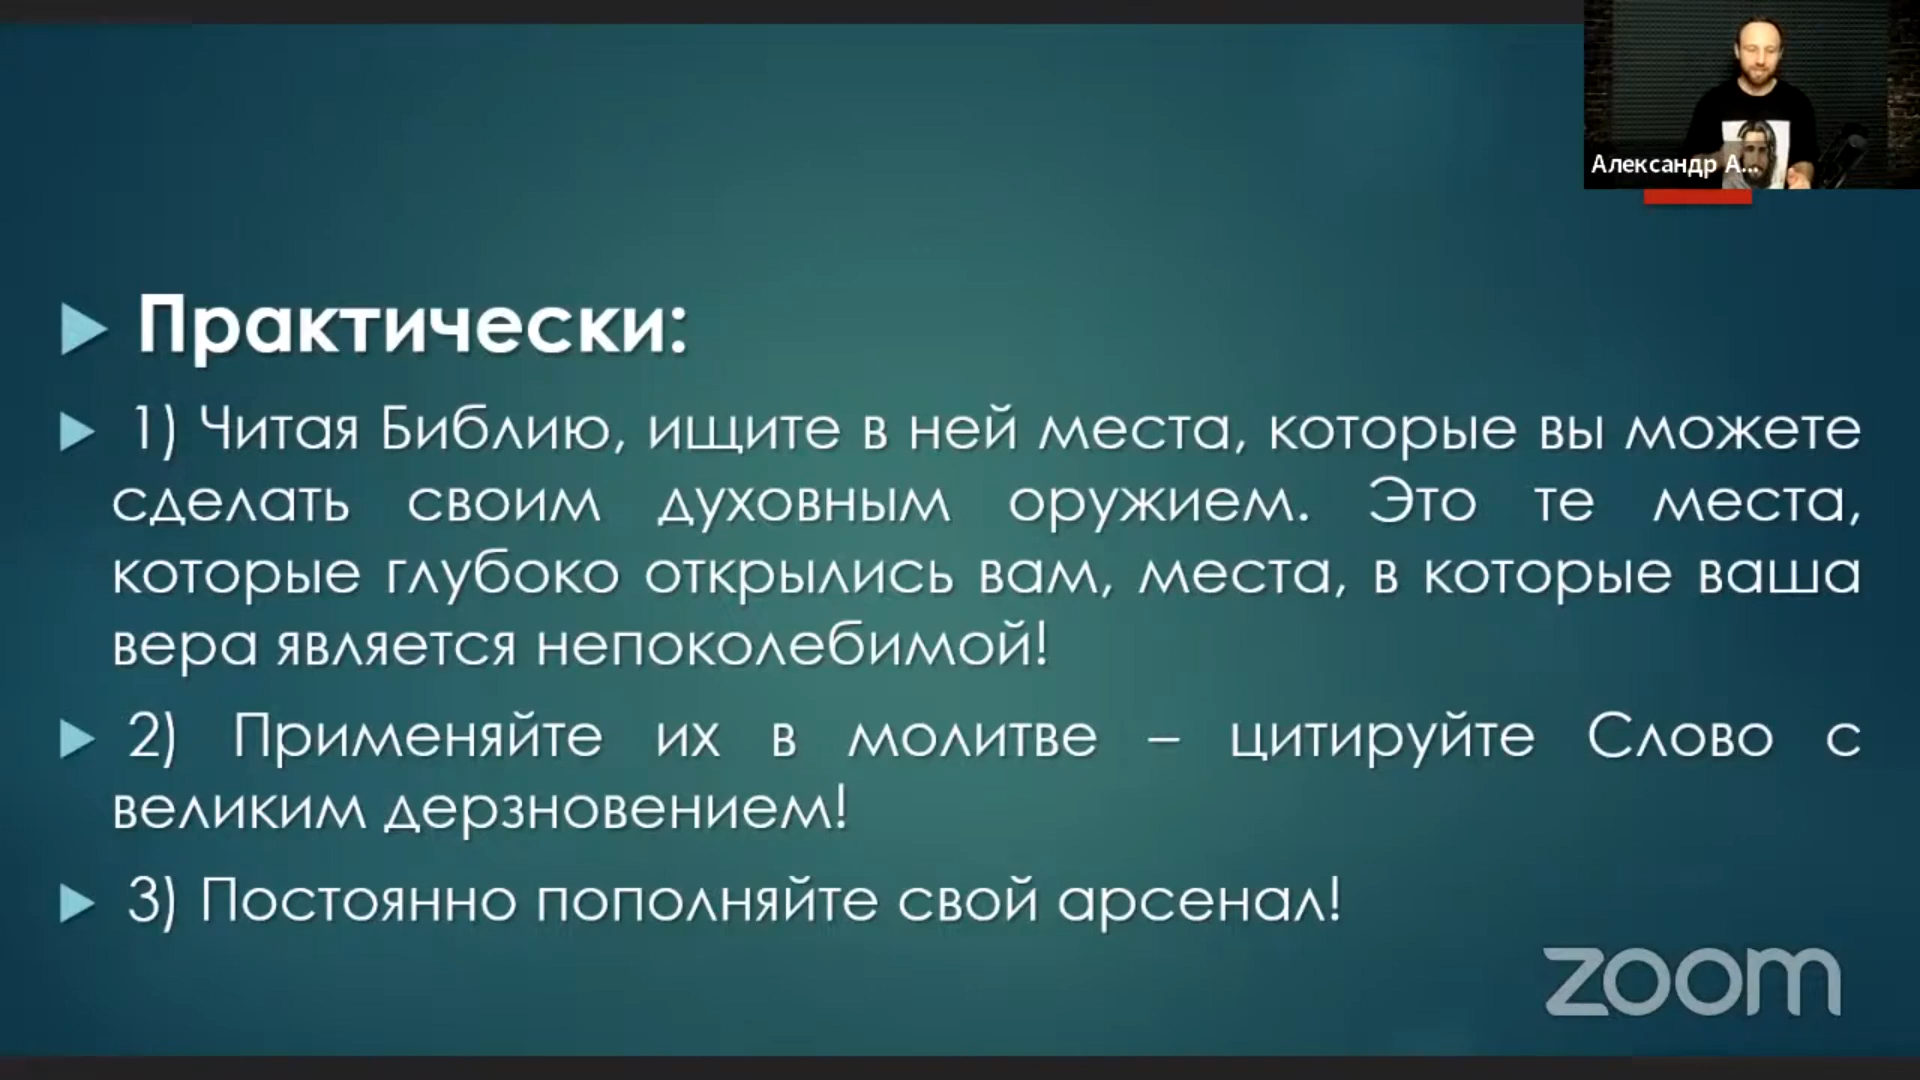 Александр А...
Практически:
1) Читая Библию, ищите в ней места, которые вы можете
сделать своим духовным оружием. Это те места,
которые глубоко открылись вам, места, в которые ваша
вера является непоколебимой!
2) Применяйте их в молитве – цитируйте Слово с
великим дерзновением!
3) Постоянно пополняйте свой арсенал!
zoom